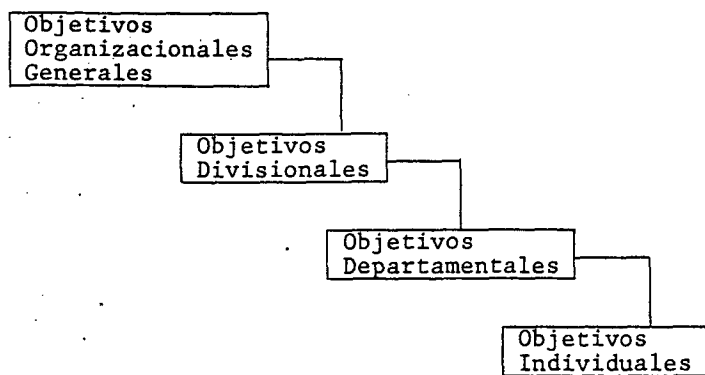 Objetivos
Organizacionales
Generales
Objetivos
Divisionales
Objetivos
Departamentales
Objetivos
Individuales